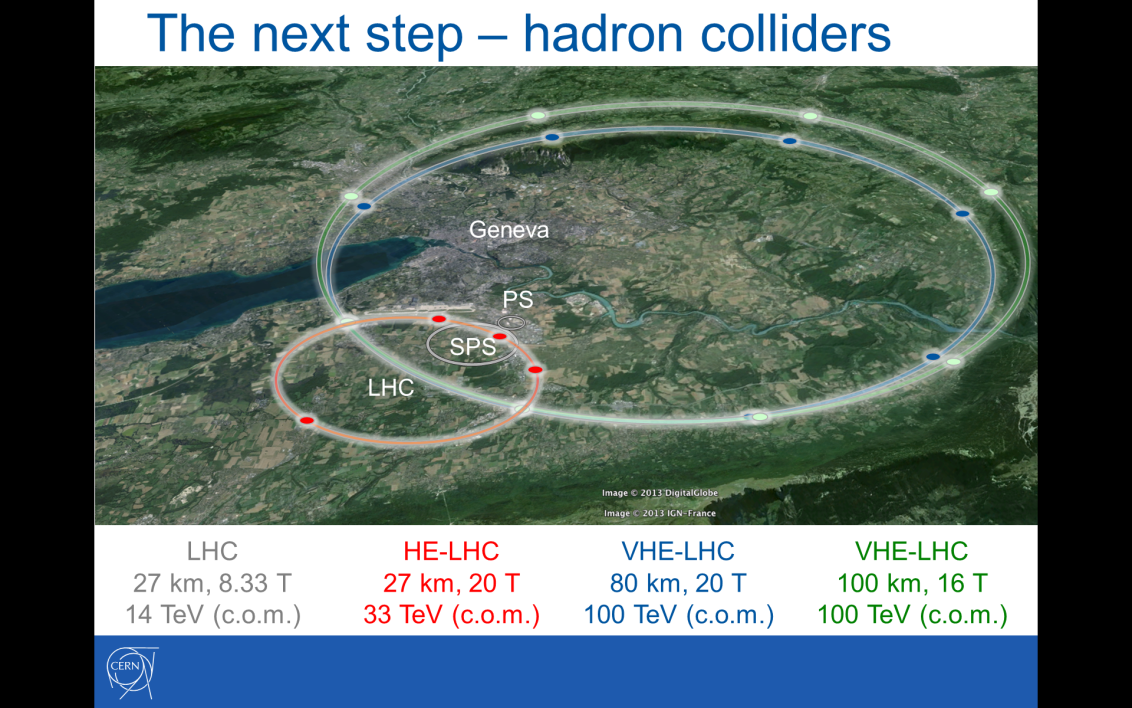 The next step – hadron colliders
Geneva
PS
SPS
LHC
Image © 2013 DigitalGlobe
Image © 2013 IGN-France
LHC
27 km, 8.33 T
14 TeV (c.o.m.)
HE-LHC
27 km, 20 T
33 TeV (c.o.m.)
VHE-LHC
80 km, 20 T
100 TeV (c.o.m.)
VHE-LHC
100 km, 16 T
100 TeV (c.o.m.)
CERN